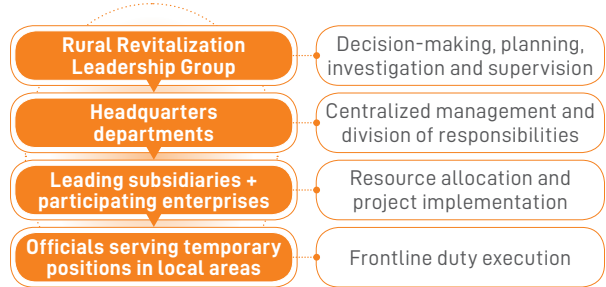 Rural Revitalization
Leadership Group
Decision-making, planning,
investigation and supervision
Headquarters
departments
Centralized management and
division of responsibilities
Leading subsidiaries +
participating enterprises
Resource allocation and
project implementation
Officials serving temporary
positions in local areas
Frontline duty execution